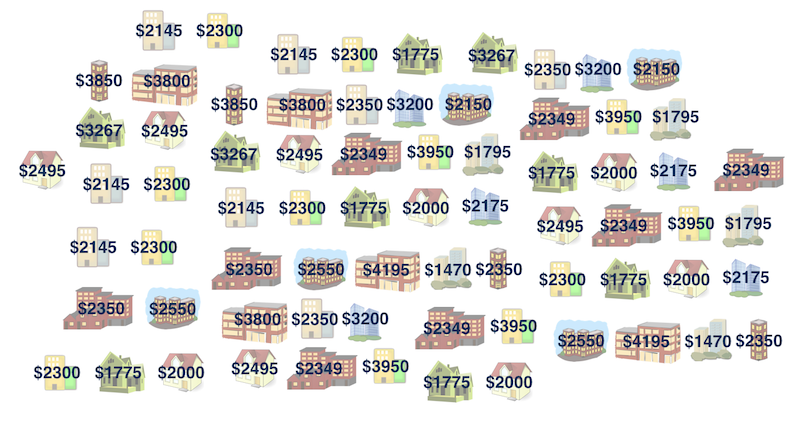 $2145 $2300
$2145 $2300 $1775 $3267
$2350 $3200 $2150
$3850 $3800
$3850 $3800 $2350 $3200 $2150
$2349 $3950 $1795
$3267 $2495
$3267 $2495 $2349 $3950 $1795
$2495
$1775 $2000 $2175 $2349
$2145 $2300
$2145 $2300 $1775 $2000 $2175
$2495 $2349 $3950 $1795
$2145 $2300
$2350 $2550 $4195 $1470 $2350
$2300 $1775 $2000 $2175
$2350 $2550
$3800 $2350 $3200
$2349 $3950
$2550 $4195 $1470 $2350
$2300 $1775 $2000
$2495 $2349 $3950
$1775 $2000